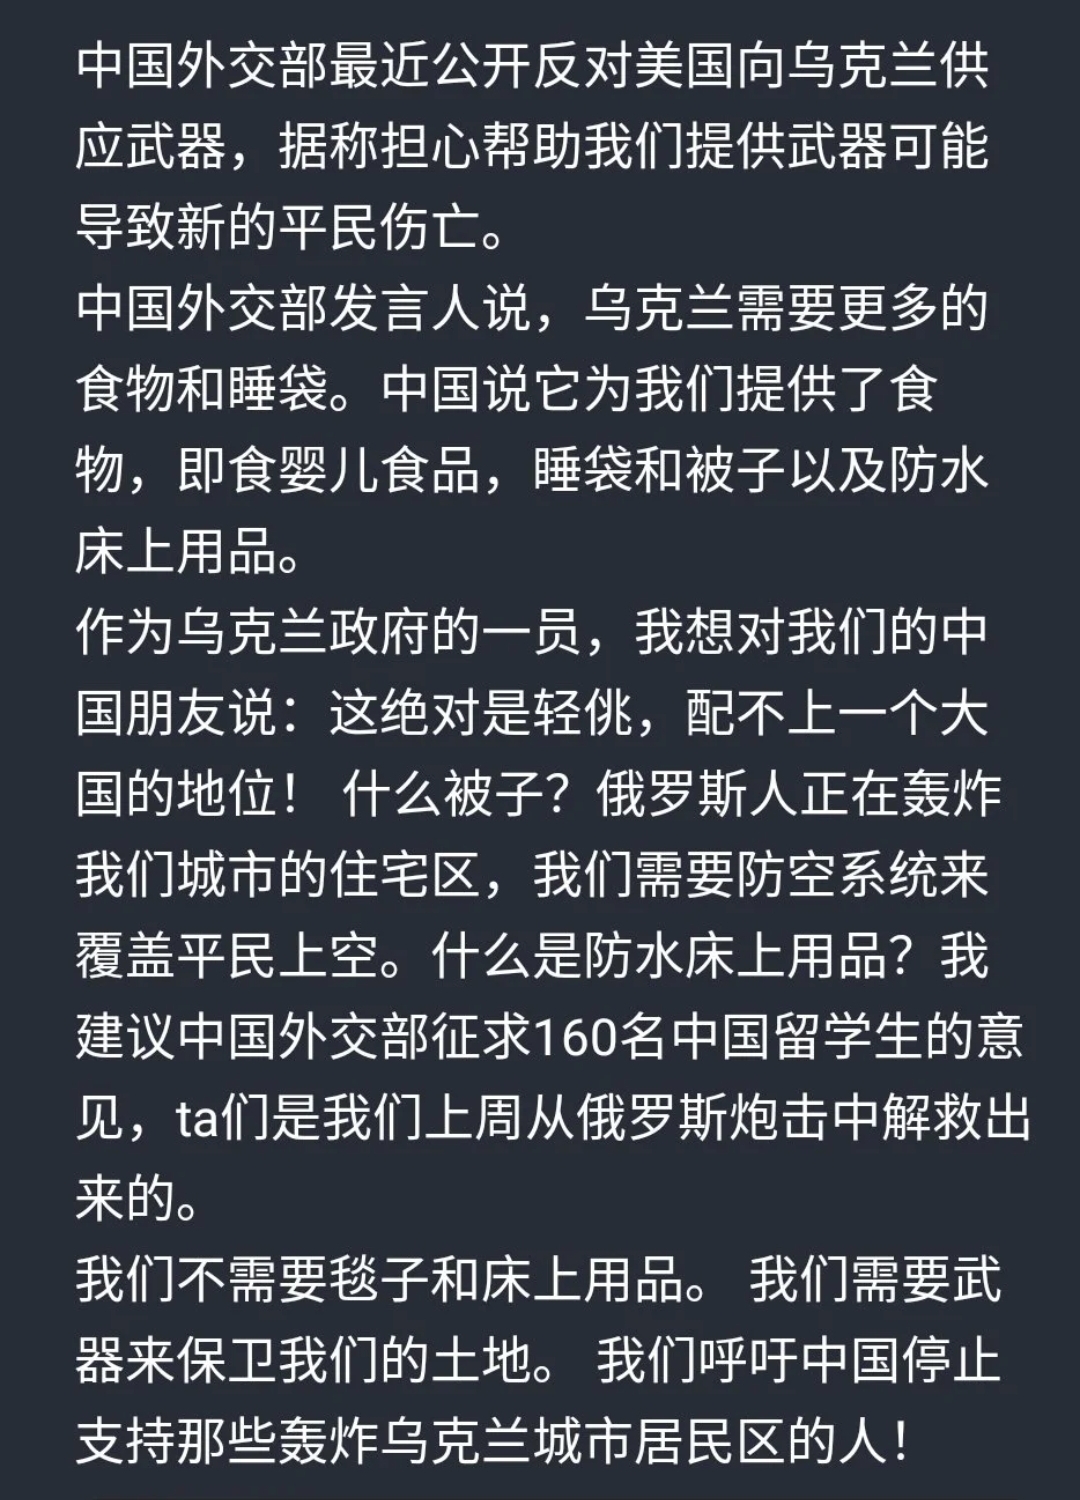 中国外交部最近公开反对美国向乌克兰供
应武器，据称担心帮助我们提供武器可能
导致新的平民伤亡。
中国外交部发言人说，乌克兰需要更多的
食物和睡袋。中国说它为我们提供了食
物，即食婴儿食品，睡袋和被子以及防水
床上用品。
作为乌克兰政府的一员，我想对我们的中
国朋友说：这绝对是轻佻，配不上一个大
国的地位！ 什么被子？俄罗斯人正在轰炸
我们城市的住宅区，我们需要防空系统来
覆盖平民上空。什么是防水床上用品？我
建议中国外交部征求160名中国留学生的意
见，ta们是我们上周从俄罗斯炮击中解救出
来的。
我们不需要毯子和床上用品。 我们需要武
器来保卫我们的土地。 我们呼吁中国停止
支持那些轰炸乌克兰城市居民区的人！